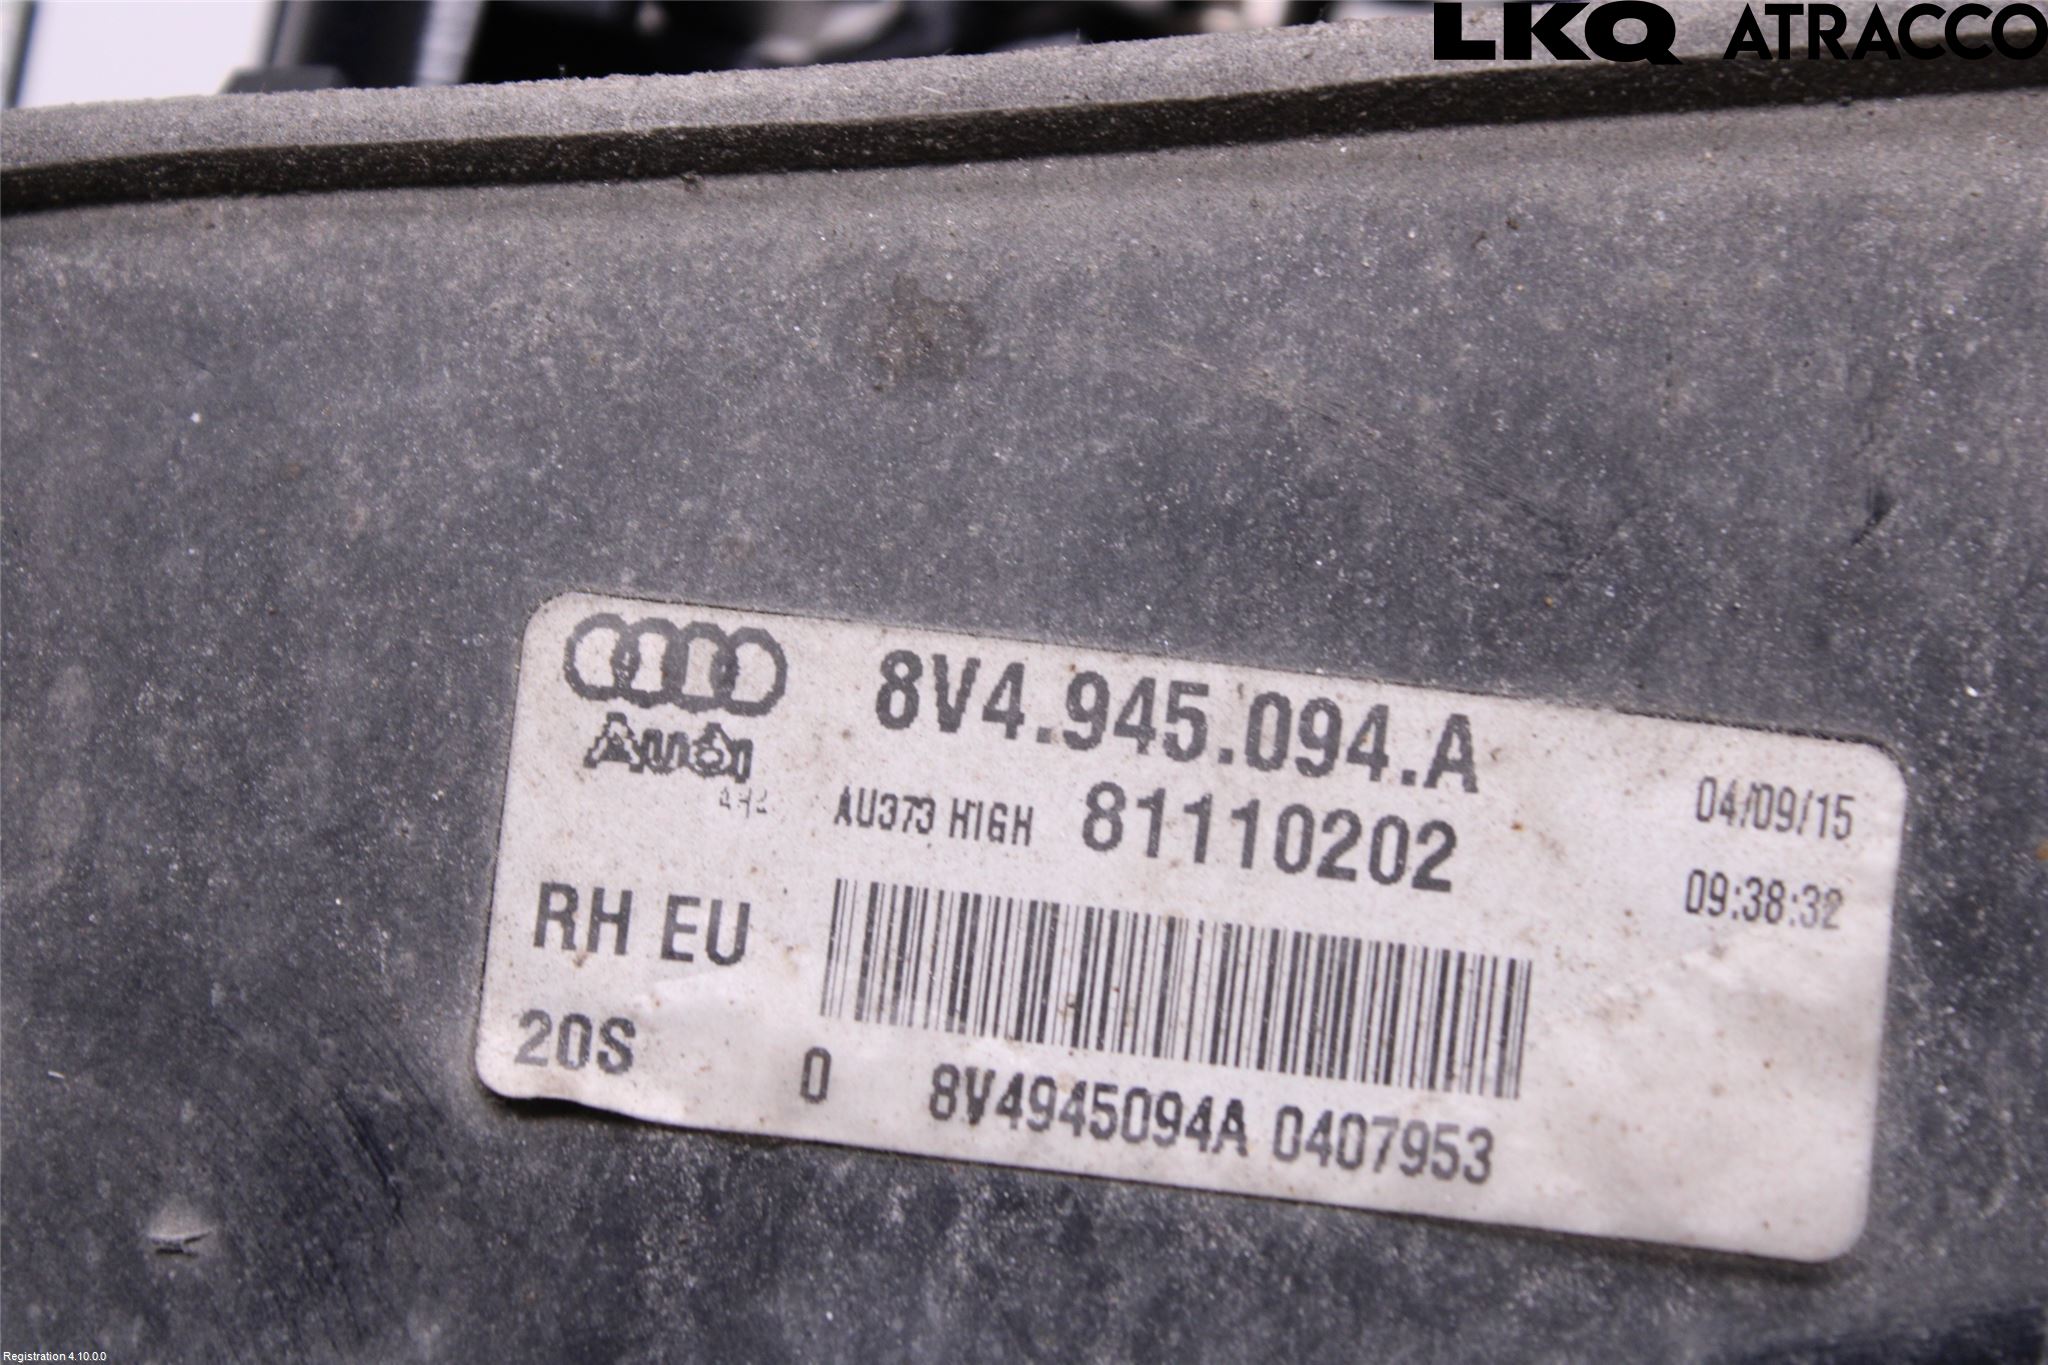 LKQ ATRACCO
Audi
8V4.945.094.A
AU373 HIGH 81110202
04/09/15
09:38:32
RH EU
20S
0 8V4945094A 0407953
Registration 4.10.0.0